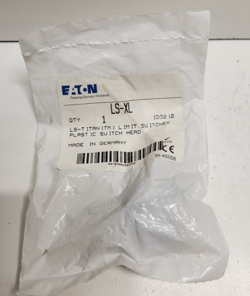 EATON
Powering Business Worldwide
LS-XL
QTY 1
LS-TITAN(TM) LIMIT SWITCHES
PLASTIC SWITCH HEAD
MADE IN GERMANY
CE